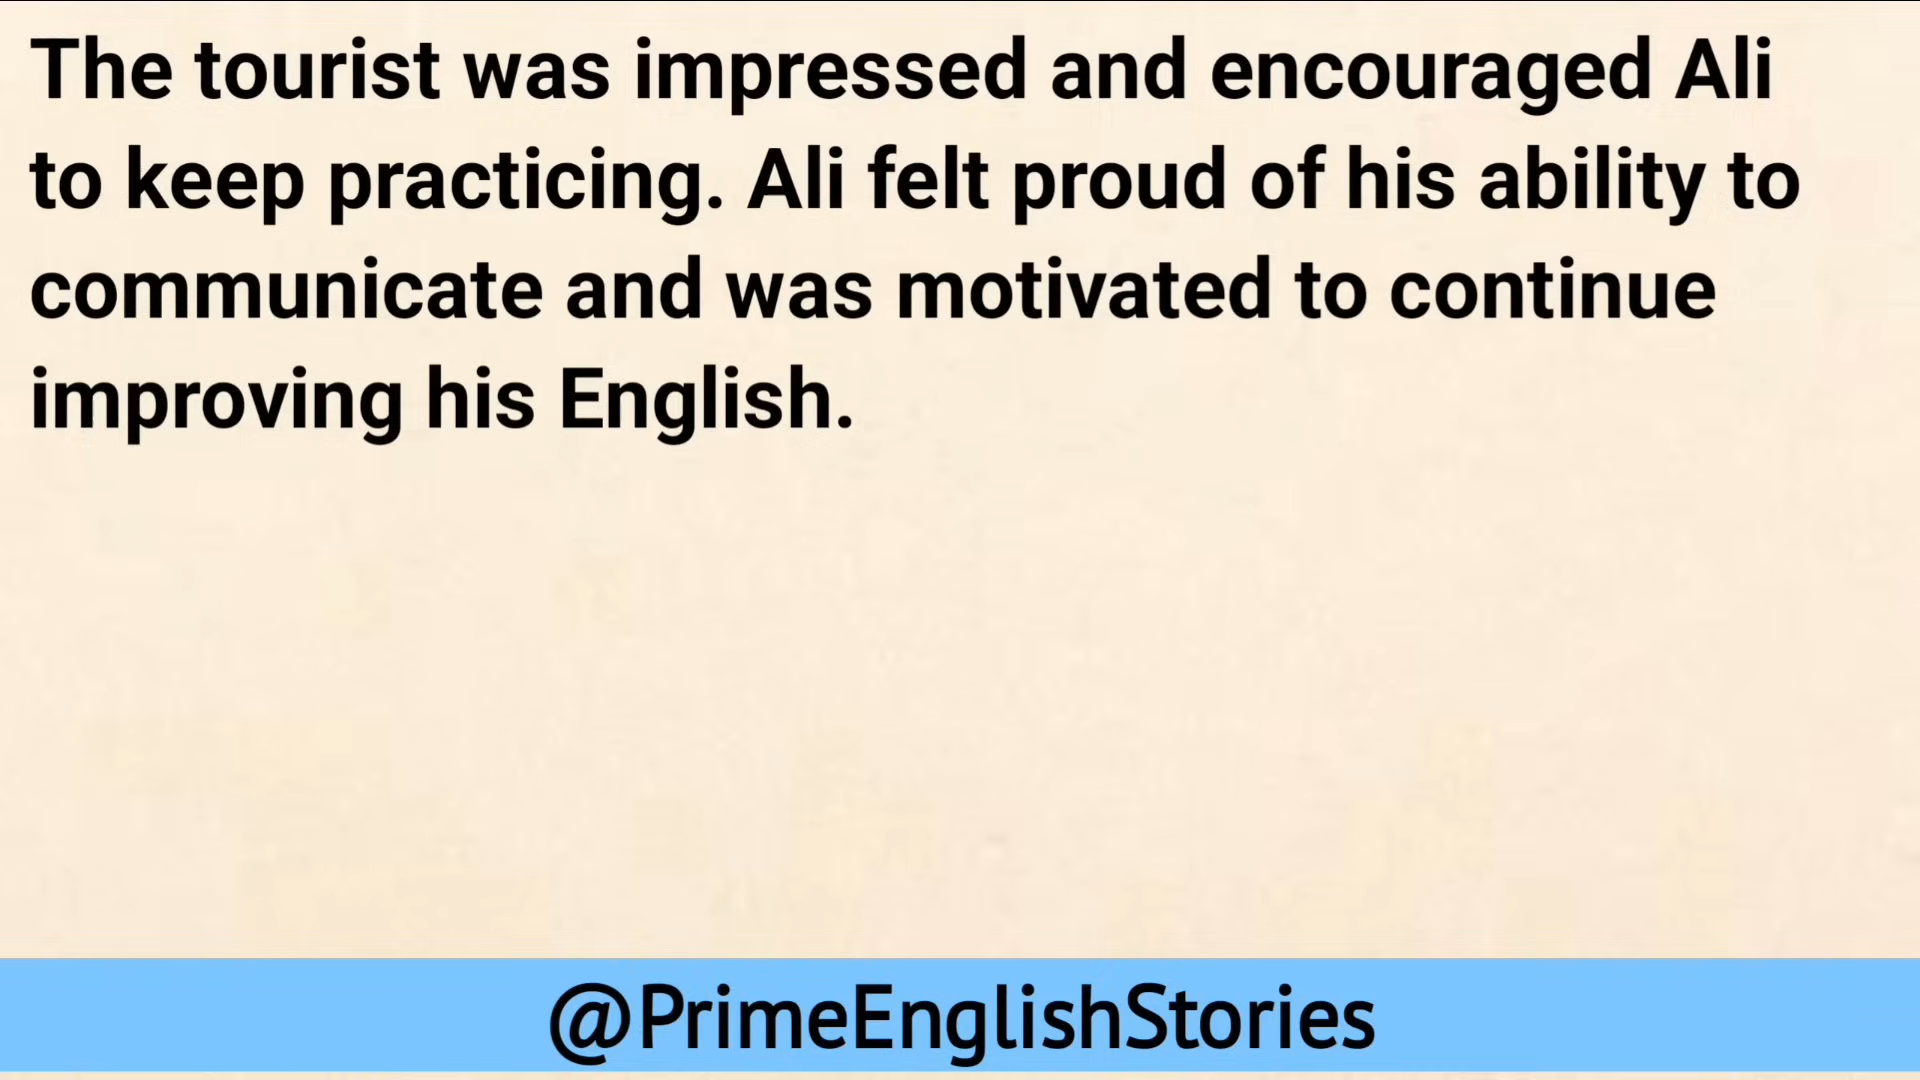 The tourist was impressed and encouraged Ali
to keep practicing. Ali felt proud of his ability to
communicate and was motivated to continue
improving his English.
@PrimeEnglishStories